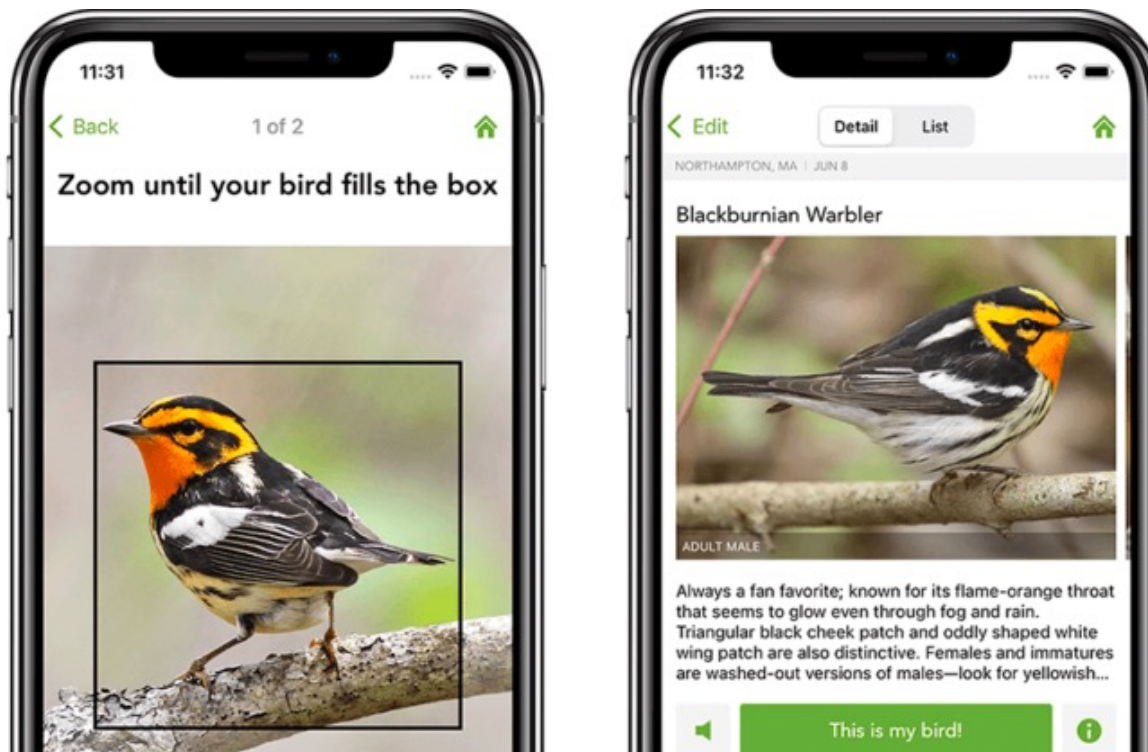 11:31
Back
1 of 2
Zoom until your bird fills the box
11:32
Edit
Detail
List
NORTHAMPTON, MA | JUN 8
Blackburnian Warbler
ADULT MALE
Always a fan favorite; known for its flame-orange throat
that seems to glow even through fog and rain.
Triangular black cheek patch and oddly shaped white
wing patch are also distinctive. Females and immatures
are washed-out versions of males—look for yellowish...
This is my bird!